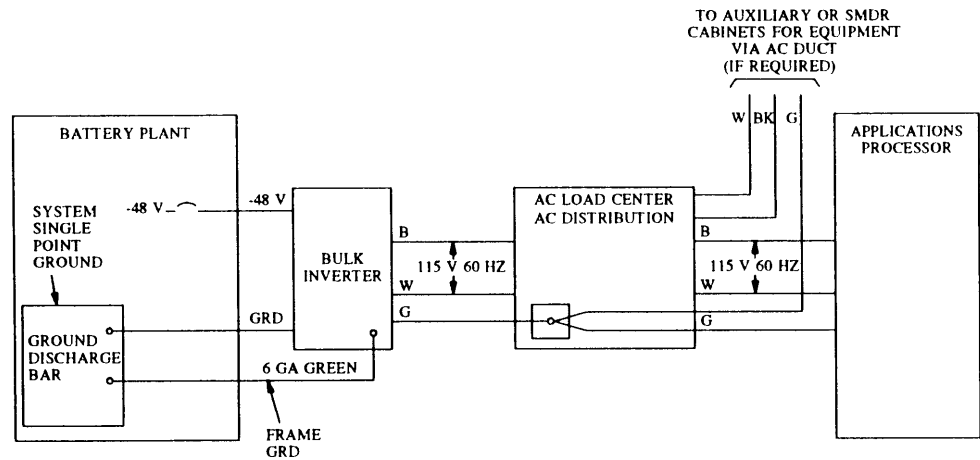 TO AUXILIARY OR SMDR
CABINETS FOR EQUIPMENT
VIA AC DUCT
(IF REQUIRED)
W BK G
BATTERY PLANT
APPLICATIONS
PROCESSOR
SYSTEM
SINGLE
POINT
GROUND
-48 V
-48 V
AC LOAD CENTER
AC DISTRIBUTION
BULK
INVERTER
B
115 V 60 HZ
W
G
B
115 V 60 HZ
W
G
GROUND
DISCHARGE
BAR
GRD
6 GA GREEN
FRAME
GRD